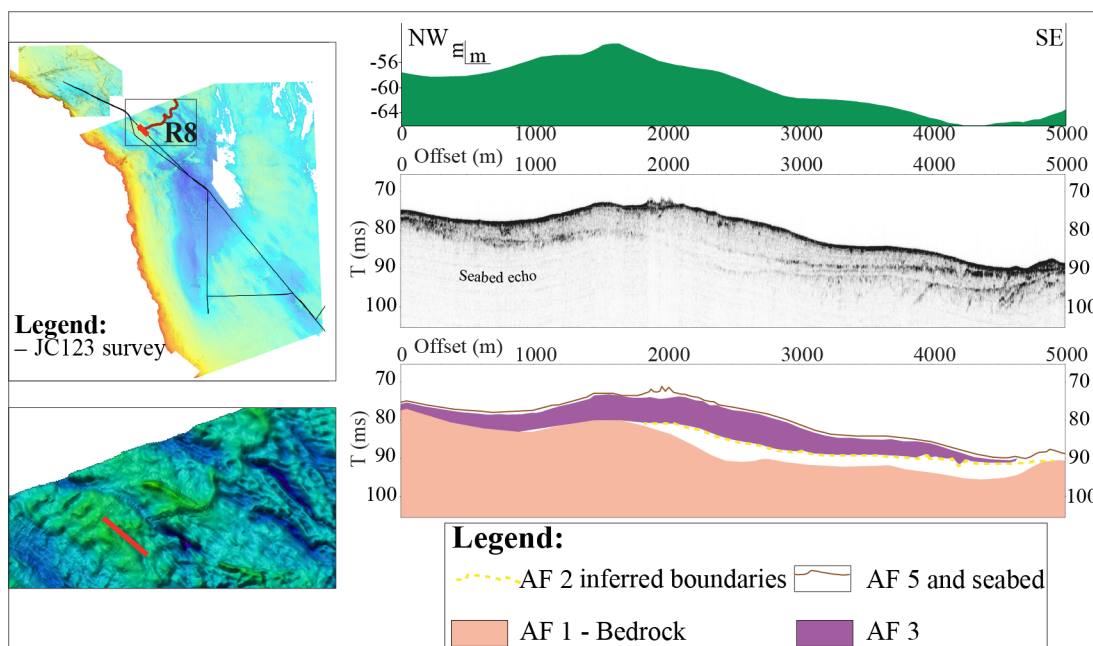 R8
Legend:
– JC123 survey
NW m m SE
-56
-60
-64
0 1000 2000 3000 4000 5000
0 Offset (m) 1000 2000 3000 4000 5000
70 70
80 80
90 90
100 100
T (ms)
Seabed echo
0 Offset (m) 1000 2000 3000 4000 5000
70 70
80 80
90 90
100 100
T (ms)
Legend:
AF 2 inferred boundaries AF 5 and seabed
AF 1 - Bedrock AF 3